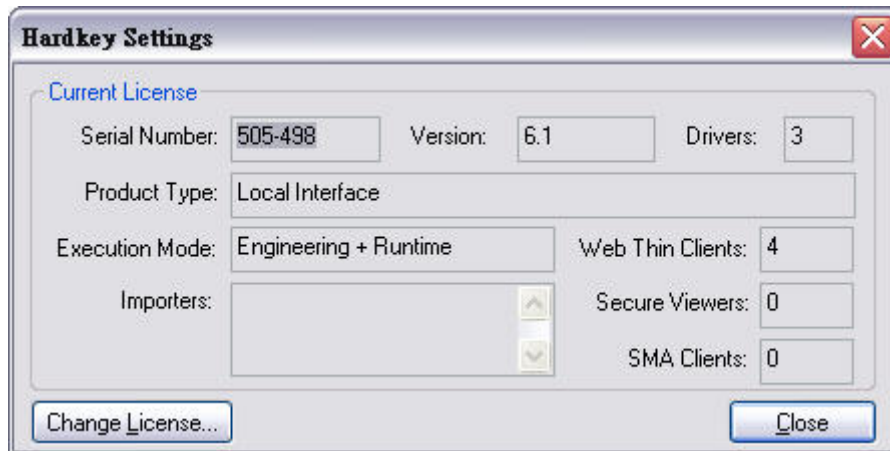 Hardkey Settings
Current License
Serial Number: 505-498 Version: 6.1 Drivers: 3
Product Type: Local Interface
Execution Mode: Engineering + Runtime Web Thin Clients: 4
Importers: Secure Viewers: 0
SMA Clients: 0
Change License... Close